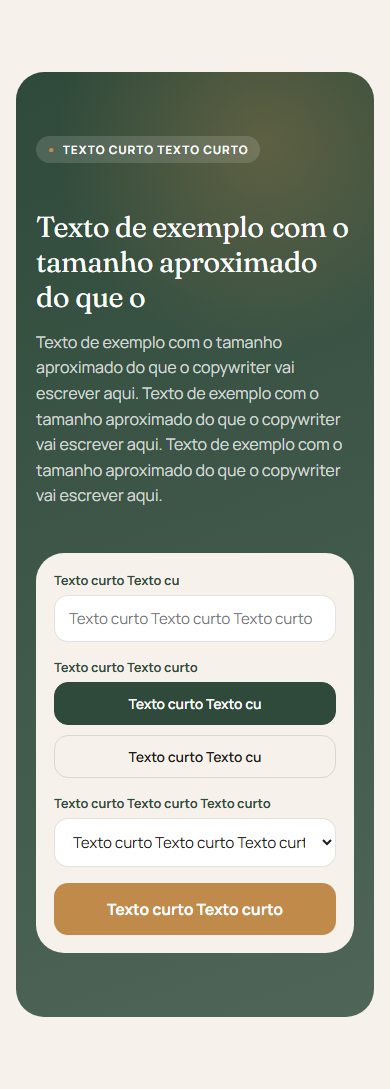 TEXTO CURTO TEXTO CURTO
Texto de exemplo com o
tamanho aproximado
do que o
Texto de exemplo com o tamanho
aproximado do que o copywriter vai
escrever aqui. Texto de exemplo com o
tamanho aproximado do que o copywriter
vai escrever aqui. Texto de exemplo com o
tamanho aproximado do que o copywriter
vai escrever aqui.
Texto curto Texto cu
Texto curto Texto curto Texto curto
Texto curto Texto curto
Texto curto Texto cu
Texto curto Texto cu
Texto curto Texto curto Texto curto
Texto curto Texto curto Texto curt
Texto curto Texto curto